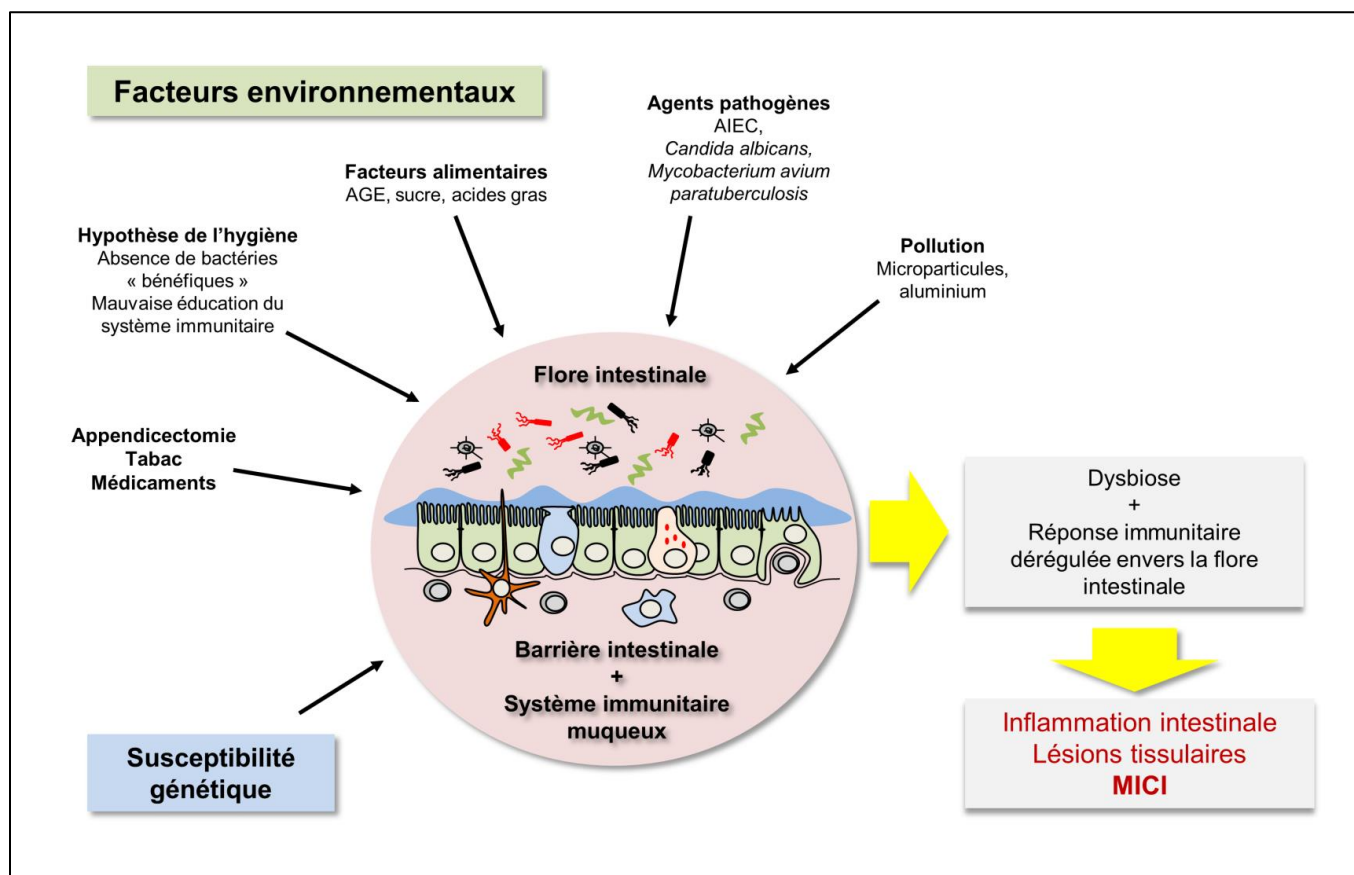 Facteurs environnementaux
Agents pathogènes
AIEC,
Candida albicans,
Mycobacterium avium
paratuberculosis
Facteurs alimentaires
AGE, sucre, acides gras
Hypothèse de l’hygiène
Absence de bactéries
« bénéfiques »
Mauvaise éducation du
système immunitaire
Pollution
Microparticules,
aluminium
Flore intestinale
Appendicectomie
Tabac
Médicaments
Dysbiose
+
Réponse immunitaire
dérégulée envers la flore
intestinale
Barrière intestinale
+
Système immunitaire
muqueux
Susceptibilité
génétique
Inflammation intestinale
Lésions tissulaires
MICI